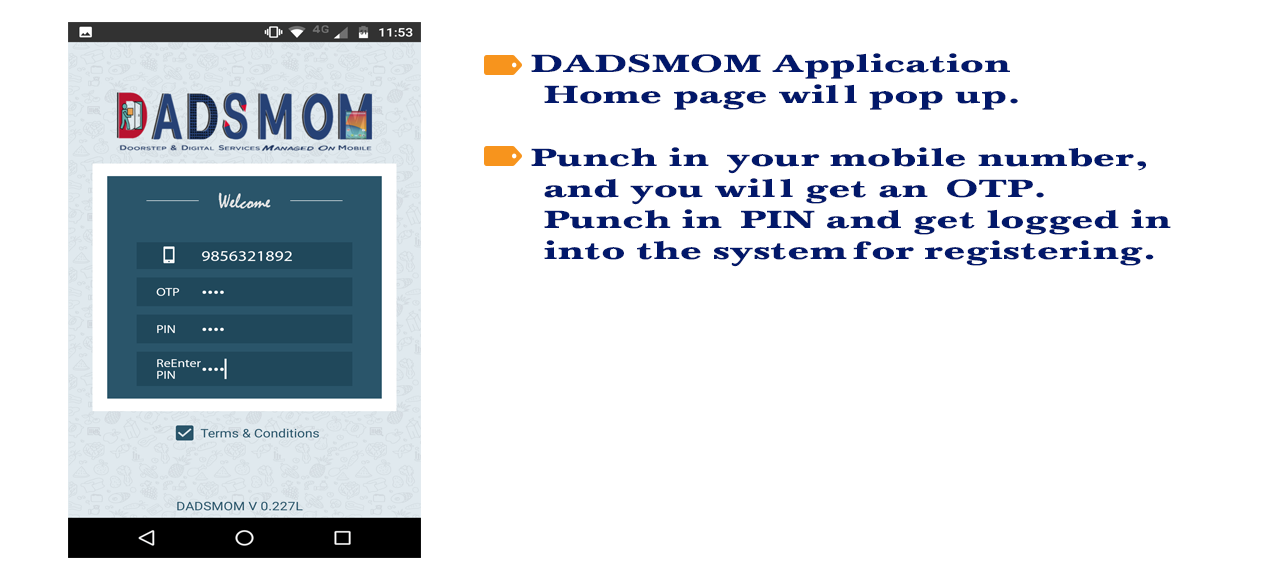 4G 11:53
DADSMOM
DOORSTEP & DIGITAL SERVICES MANAGED ON MOBILE
Welcome
9856321892
OTP ••••
PIN ••••
ReEnter ••••
PIN
Terms & Conditions
DADSMOM V 0.227L
DADSMOM Application
Home page will pop up.
Punch in your mobile number,
and you will get an OTP.
Punch in PIN and get logged in
into the system for registering.